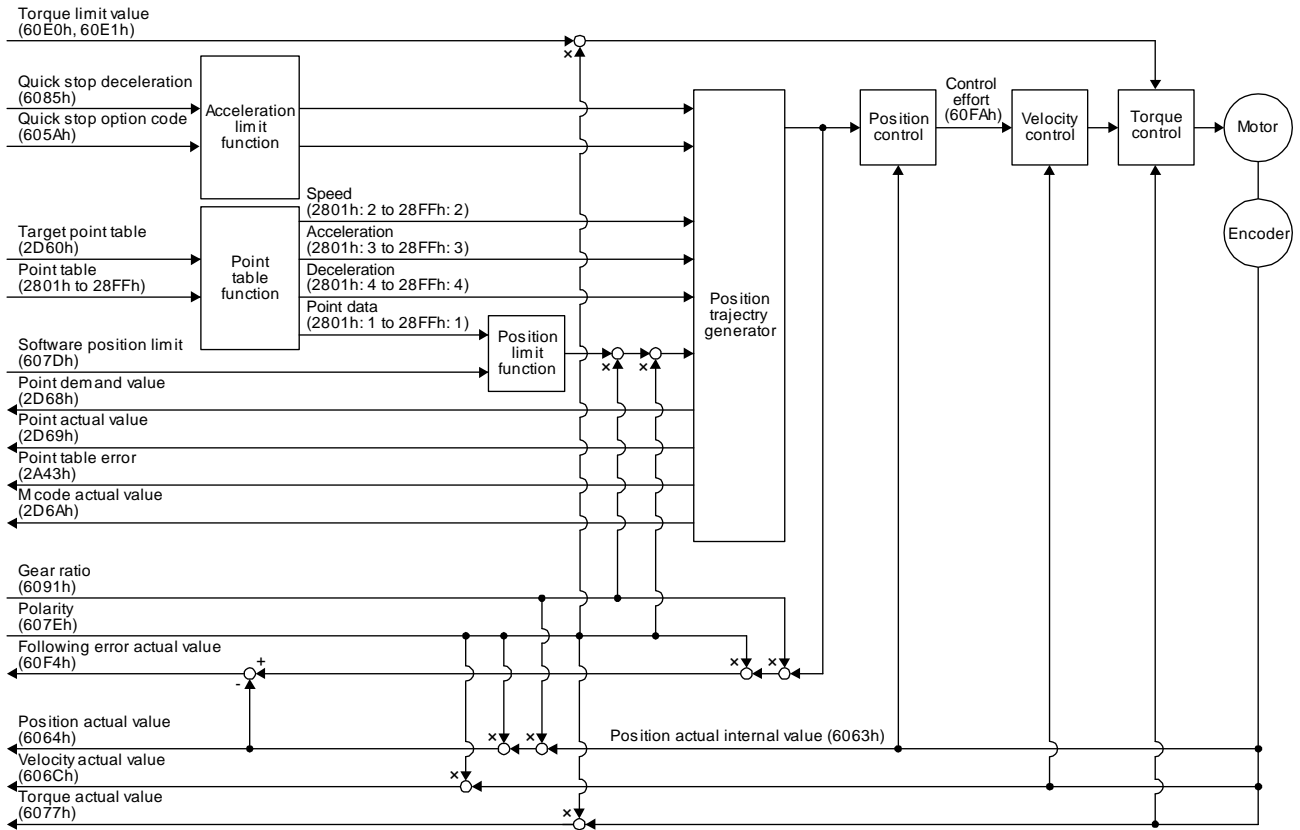 Torque limit value
(60E0h, 60E1h)
×
Quick stop deceleration
(6085h)
Quick stop option code
(605Ah)
Acceleration
limit
function
Control
effort
(60FAh)
Position
control
Velocity
control
Torque
control
Motor
Encoder
Speed
(2801h: 2 to 28FFh: 2)
Target point table
(2D60h)
Point table
(2801h to 28FFh)
Point
table
function
Acceleration
(2801h: 3 to 28FFh: 3)
Deceleration
(2801h: 4 to 28FFh: 4)
Point data
(2801h: 1 to 28FFh: 1)
Position
trajectry
generator
Software position limit
(607Dh)
Position
limit
function
×
×
Point demand value
(2D68h)
Point actual value
(2D69h)
Point table error
(2A43h)
M code actual value
(2D6Ah)
Gear ratio
(6091h)
Polarity
(607Eh)
Following error actual value
(60F4h)
+
-
×
×
Position actual value
(6064h)
×
×
Position actual internal value (6063h)
Velocity actual value
(606Ch)
×
Torque actual value
(6077h)
×